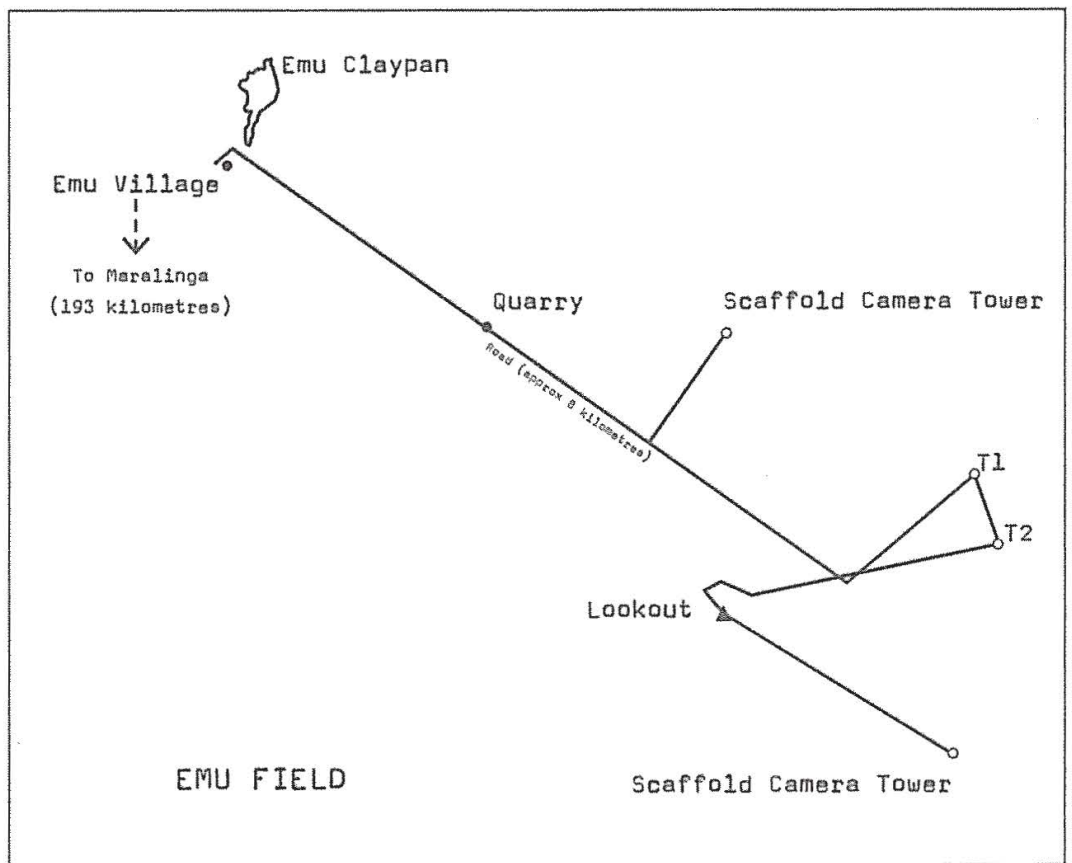 Emu Claypan
Emu Village
To Maralinga
(193 kilometres)
Quarry
Scaffold Camera Tower
Road (approx 8 kilometres)
T1
T2
Lookout
EMU FIELD
Scaffold Camera Tower